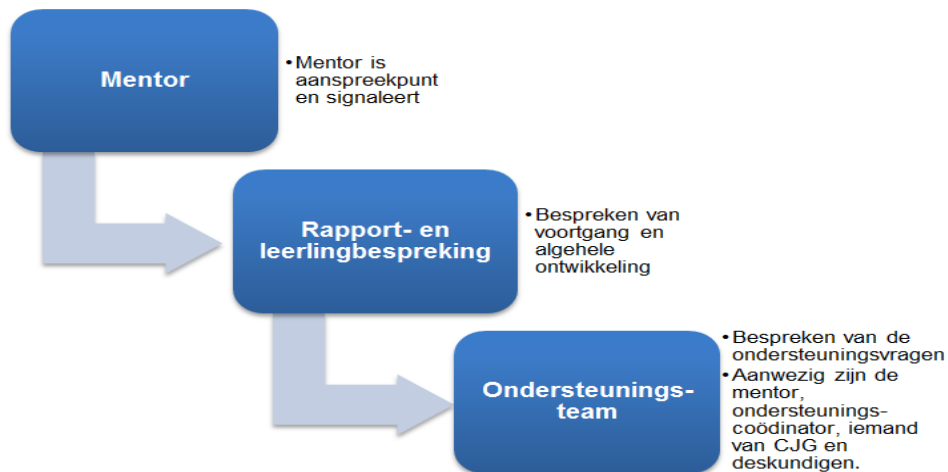 Mentor
•Mentor is
aanspreekpunt
en signaleert
Rapport- en
leerlingbespreking
•Bespreken van
voortgang en
algehele
ontwikkeling
Ondersteunings-
team
•Bespreken van de
ondersteuningsvragen
•Aanwezig zijn de
mentor,
ondersteunings-
coödinator, iemand
van CJG en
deskundigen.